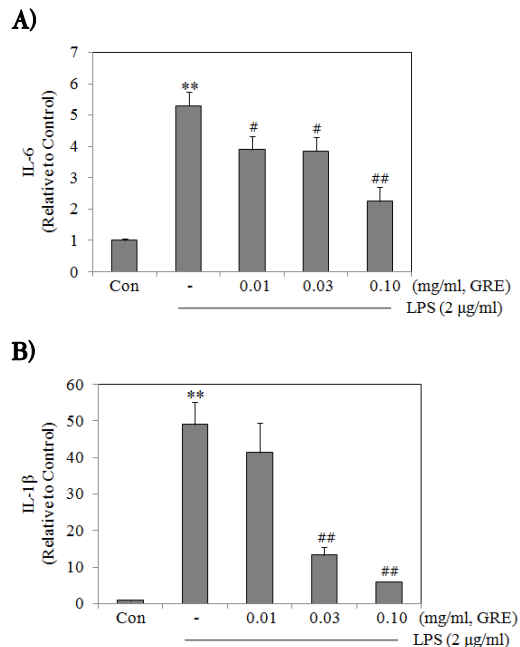 A)
IL-6
(Relative to Control)
7
6
5
4
3
2
1
0
**
#
#
##
Con - 0.01 0.03 0.10 (mg/ml, GRE)
LPS (2 μg/ml)
B)
IL-1β
(Relative to Control)
60
50
40
30
20
10
0
**
##
##
Con - 0.01 0.03 0.10 (mg/ml, GRE)
LPS (2 μg/ml)